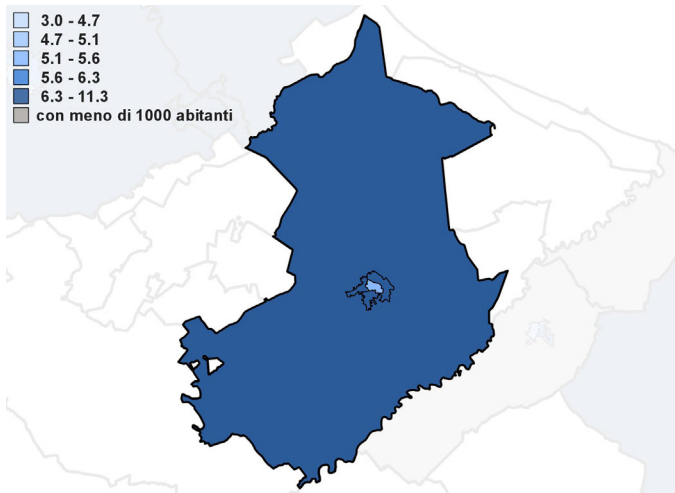 3.0 - 4.7
4.7 - 5.1
5.1 - 5.6
5.6 - 6.3
6.3 - 11.3
con meno di 1000 abitanti